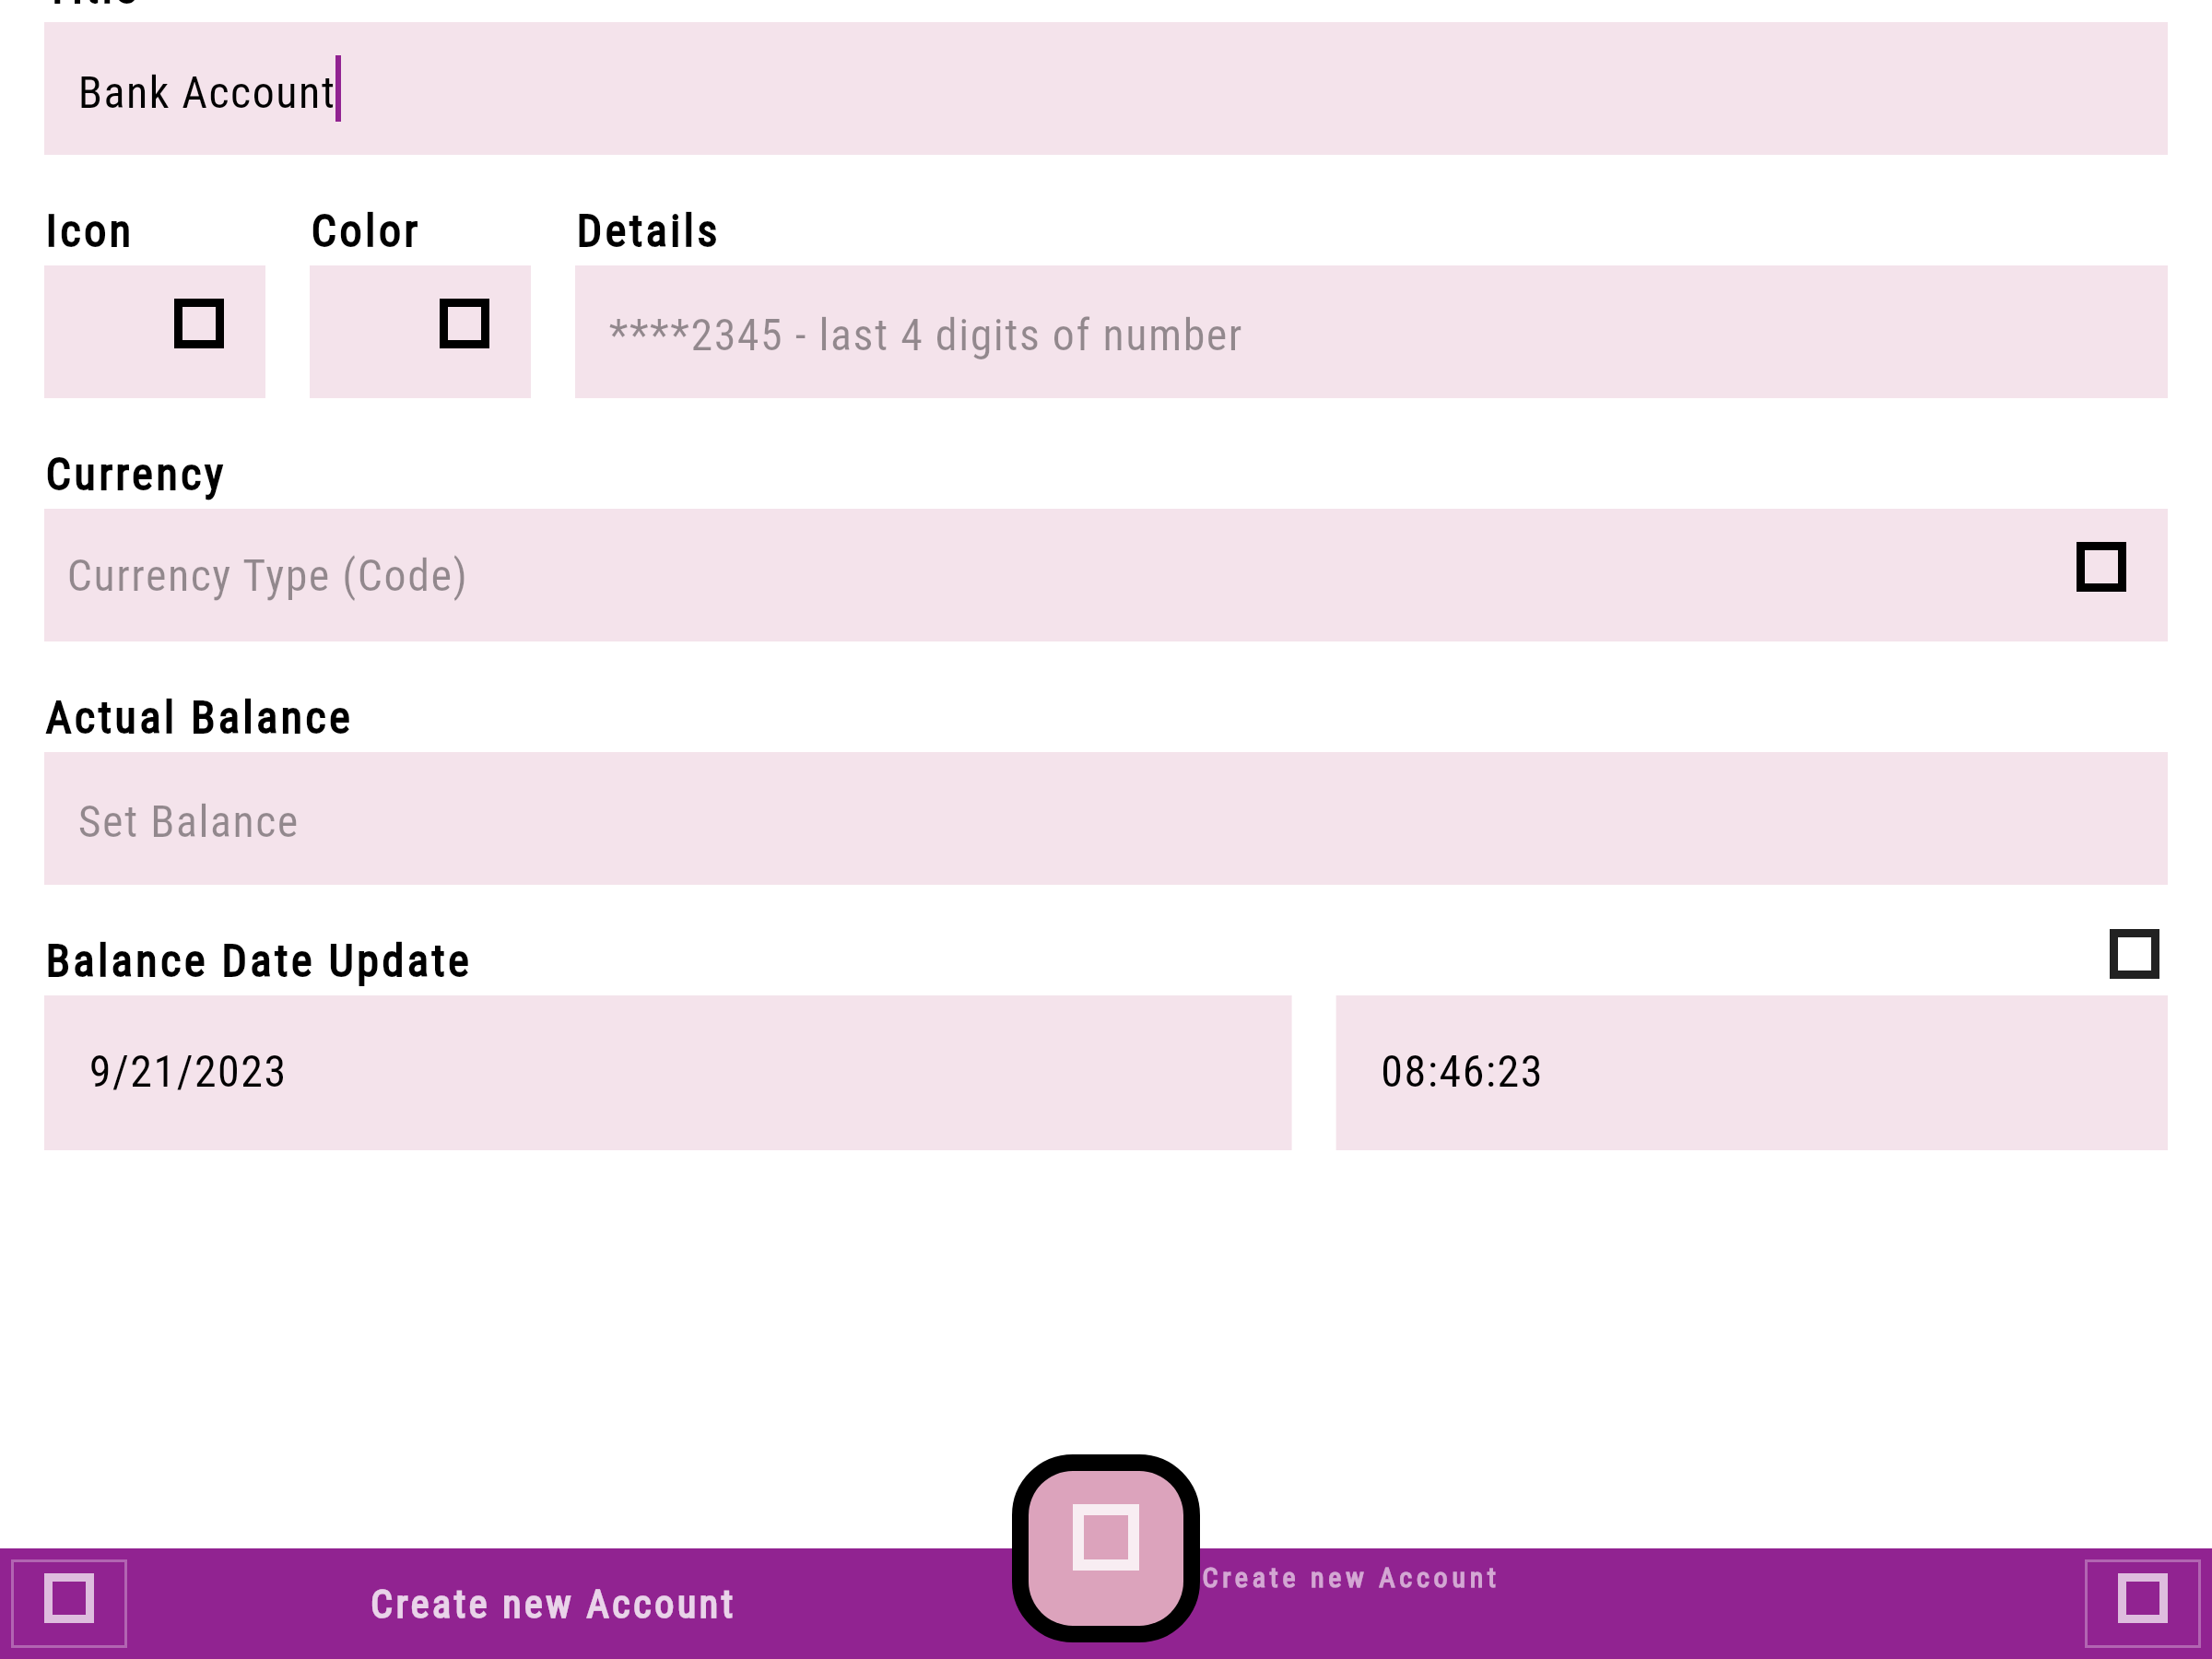 Title
Bank Account
Icon
Color
Details
****2345 - last 4 digits of number
Currency
Currency Type (Code)
Actual Balance
Set Balance
Balance Date Update
9/21/2023
08:46:23
Create new Account
Create new Account